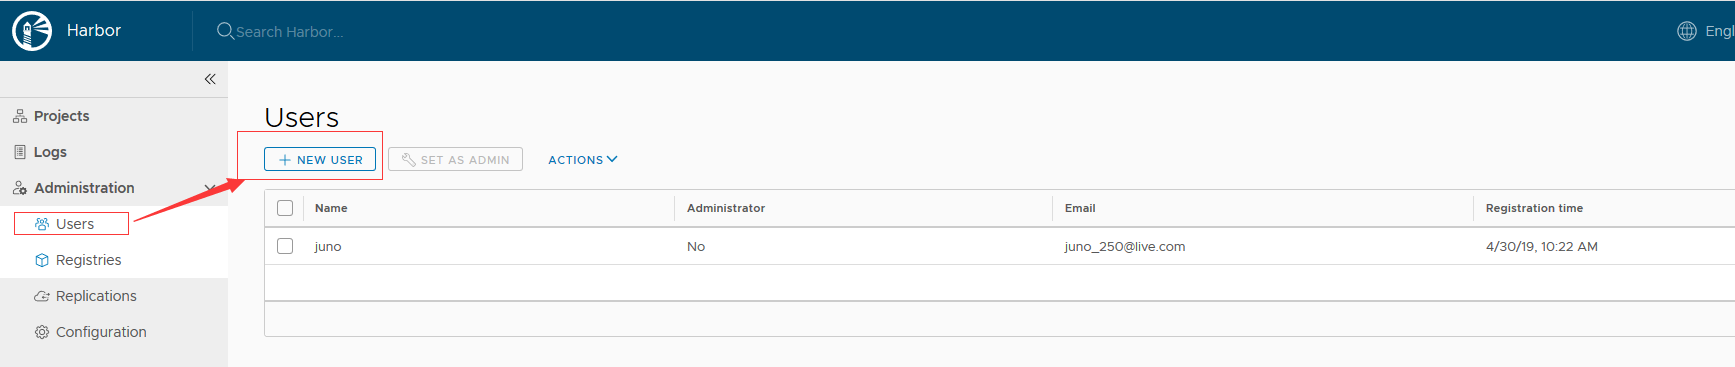 Harbor
Search Harbor...
Engl
Projects
Logs
Administration
Users
Registries
Replications
Configuration
Users
NEW USER SET AS ADMIN ACTIONS
Name Administrator Email Registration time
juno No juno_250@live.com 4/30/19, 10:22 AM